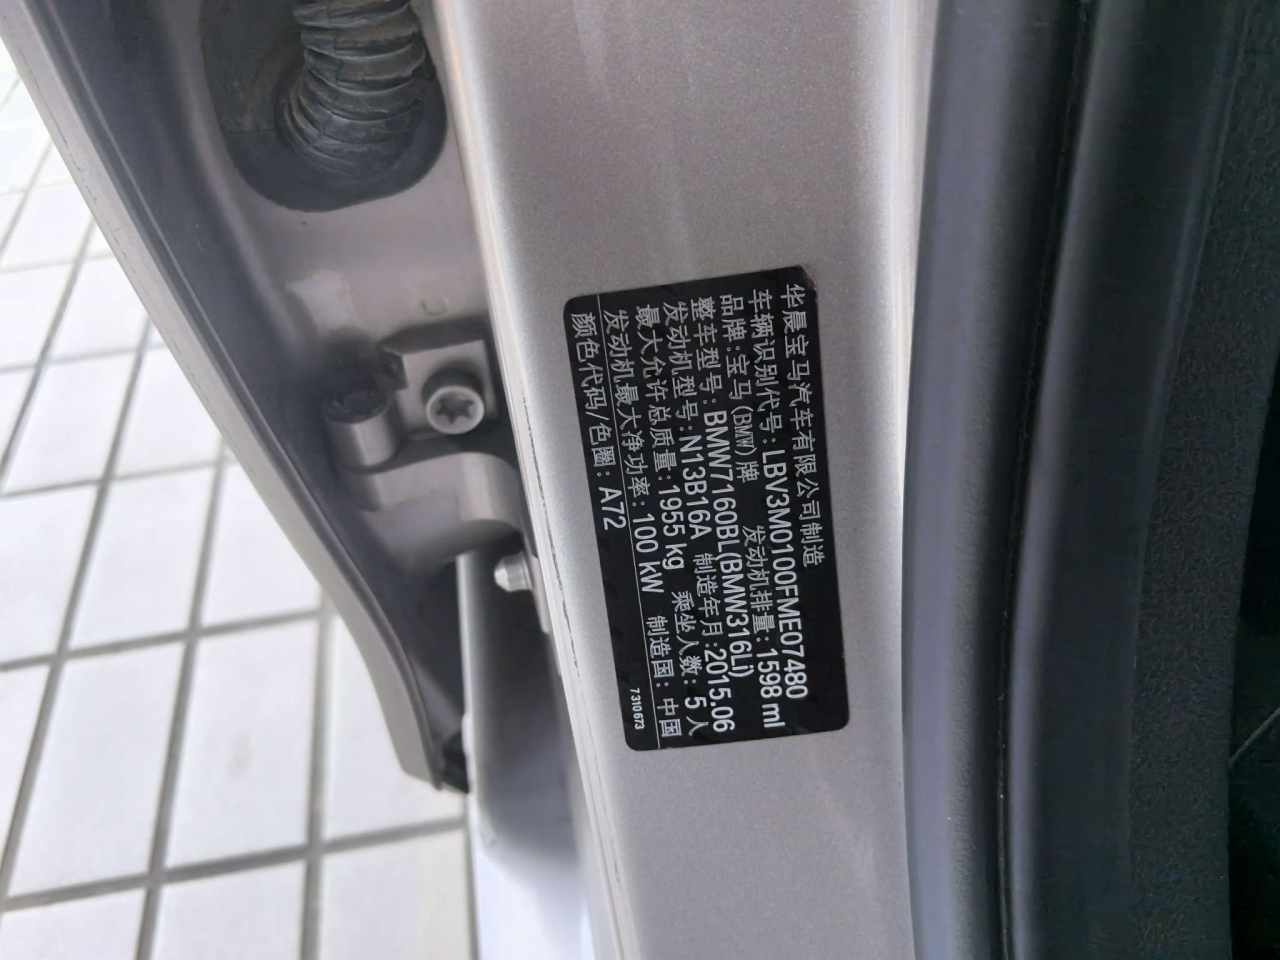 华晨宝马汽车有限公司制造
车辆识别代号:LBV3M0100FME07480
品牌:宝马(BMW)牌 发动机排量:1598 ml
整车型号:BMW7160BL(BMW316Li)
发动机型号:N13B16A 制造年月:2015.06
最大允许总质量:1955 kg 乘坐人数:5人
发动机最大净功率:100 kW 制造国:中国
颜色代码/色圈:A72 7310673